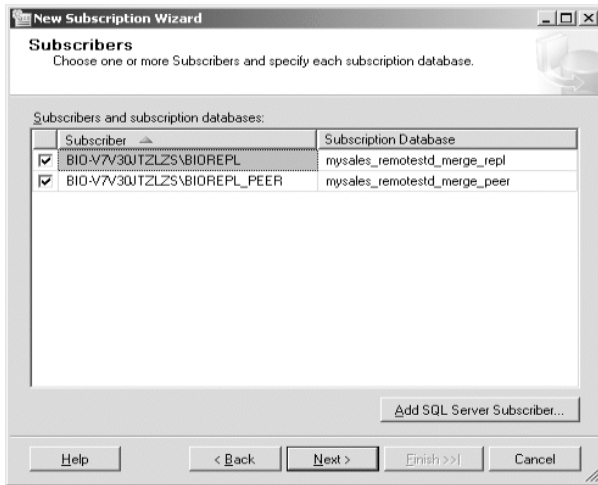 New Subscription Wizard
Subscribers
Choose one or more Subscribers and specify each subscription database.
Subscribers and subscription databases:
Subscriber Subscription Database
BIO-V7V30JTZLZS\BIOREPL mysales_remotestd_merge_repl
BIO-V7V30JTZLZS\BIOREPL_PEER mysales_remotestd_merge_peer
Add SQL Server Subscriber...
Help < Back Next > Finish >>| Cancel